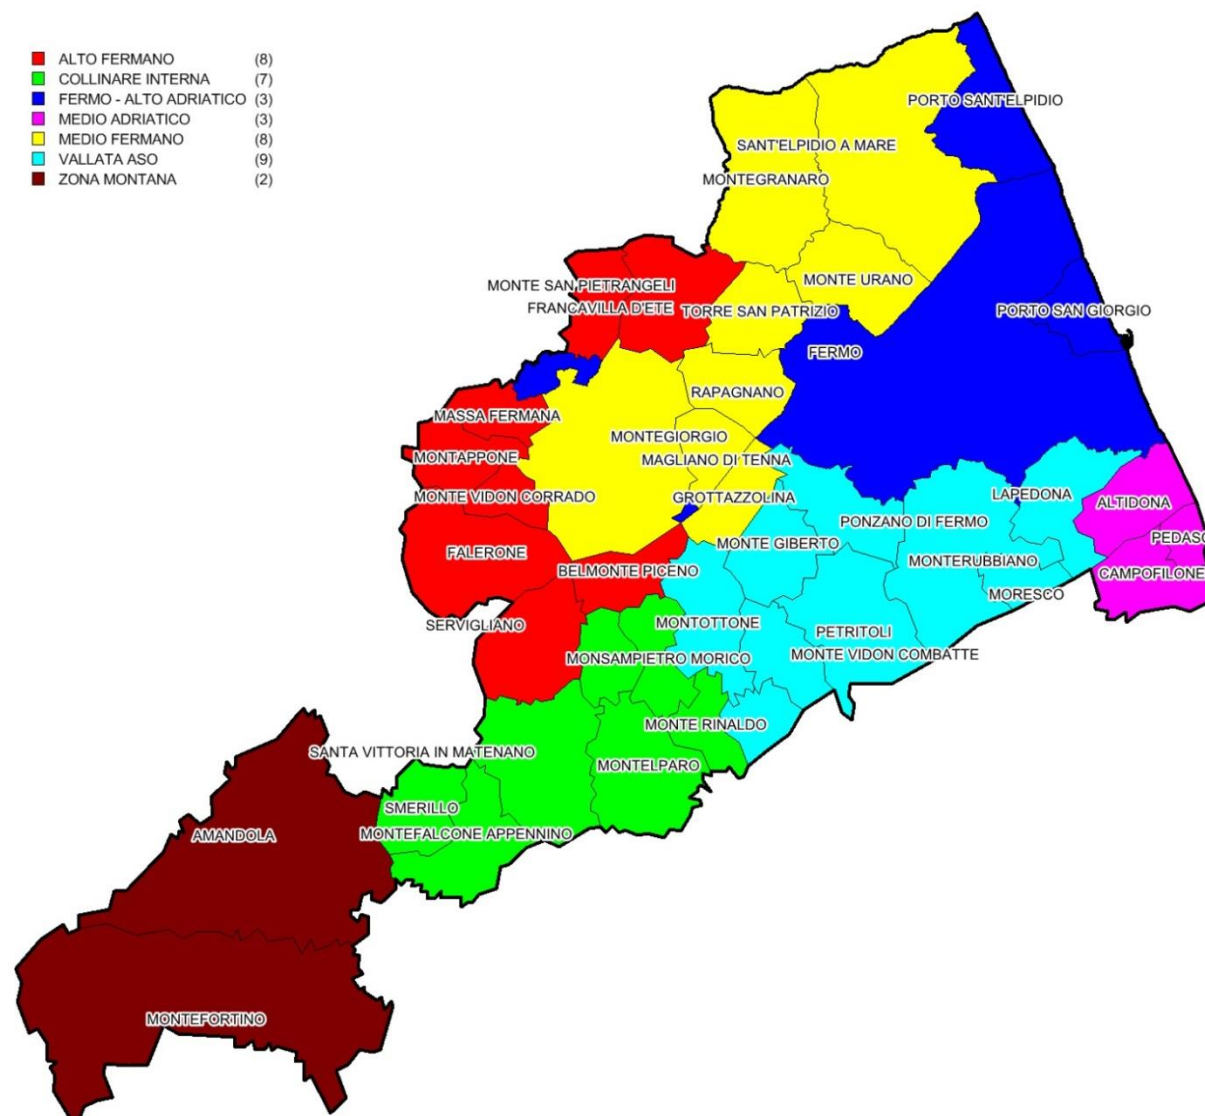 ALTO FERMANO (8)
COLLINARE INTERNA (7)
FERMO - ALTO ADRIATICO (3)
MEDIO ADRIATICO (3)
MEDIO FERMANO (8)
VALLATA ASO (9)
ZONA MONTANA (2)
PORTO SANT'ELPIDIO
SANT'ELPIDIO A MARE
MONTEGRANARO
MONTE URANO
MONTE SAN PIETRANGELI
FRANCAVILLA D'ETE
TORRE SAN PATRIZIO
PORTO SAN GIORGIO
FERMO
RAPAGNANO
MASSA FERMANA
MONTEGIORGIO
MONTAPPONE
MAGLIANO DI TENNA
MONTE VIDON CORRADO
GROTTAZZOLINA
LAPEDONA
ALTIDONA
PONZANO DI FERMO
PEDASO
MONTE GIBERTO
FALERONE
MONTERUBBIANO
BELMONTE PICENO
CAMPOFILONE
MORESCO
SERVIGLIANO
MONTOTTONE
PETRITOLI
MONSAMPIETRO MORICO
MONTE VIDON COMBATTE
MONTE RINALDO
SANTA VITTORIA IN MATENANO
MONTELPARO
SMERILLO
AMANDOLA
MONTEFALCONE APPENNINO
MONTEFORTINO